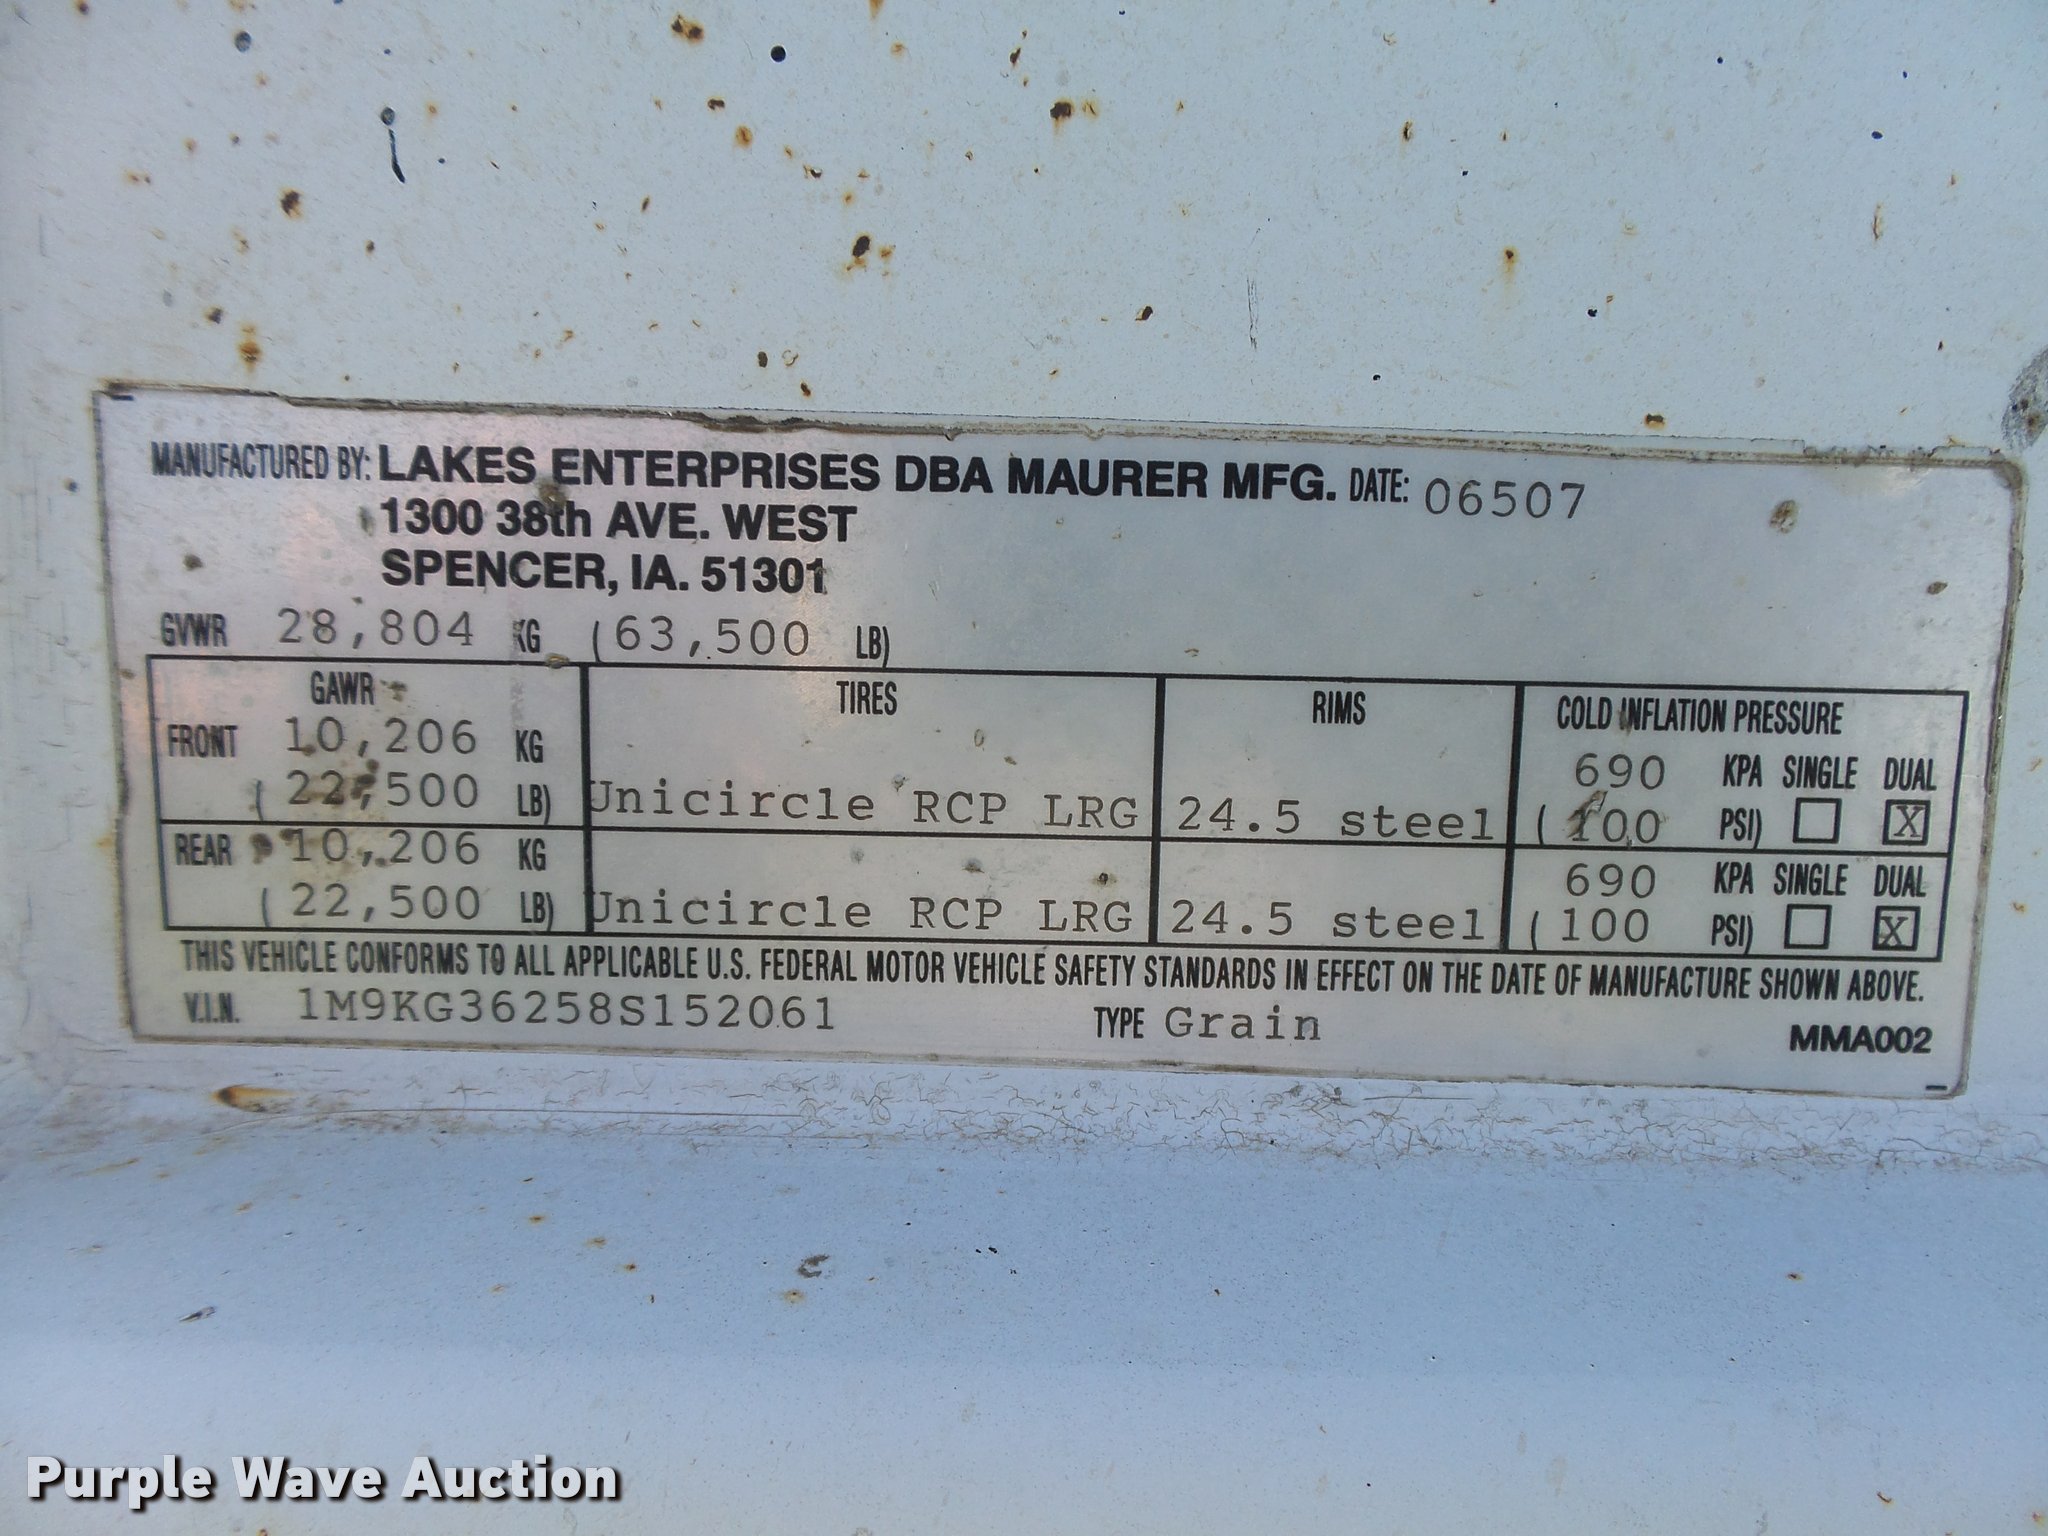 MANUFACTURED BY: LAKES ENTERPRISES DBA MAURER MFG. DATE: 06507
1300 38th AVE. WEST
SPENCER, IA. 51301
GVWR 28,804 KG (63,500 LB)
GAWR TIRES RIMS COLD INFLATION PRESSURE
FRONT 10,206 KG 690 KPA SINGLE DUAL
(22,500 LB) Unicircle RCP LRG 24.5 steel (100 PSI) X
REAR 10,206 KG 690 KPA SINGLE DUAL
(22,500 LB) Unicircle RCP LRG 24.5 steel (100 PSI) X
THIS VEHICLE CONFORMS TO ALL APPLICABLE U.S. FEDERAL MOTOR VEHICLE SAFETY STANDARDS IN EFFECT ON THE DATE OF MANUFACTURE SHOWN ABOVE.
V.I.N. 1M9KG36258S152061 TYPE Grain MMA002
Purple Wave Auction